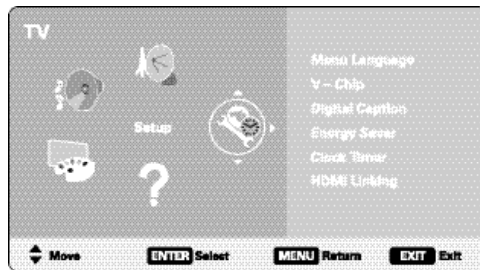 TV
Setup
Menu Language
V – Chip
Digital Caption
Energy Saver
Clock Timer
HDMI Linking
Move ENTER Select MENU Return EXIT Exit